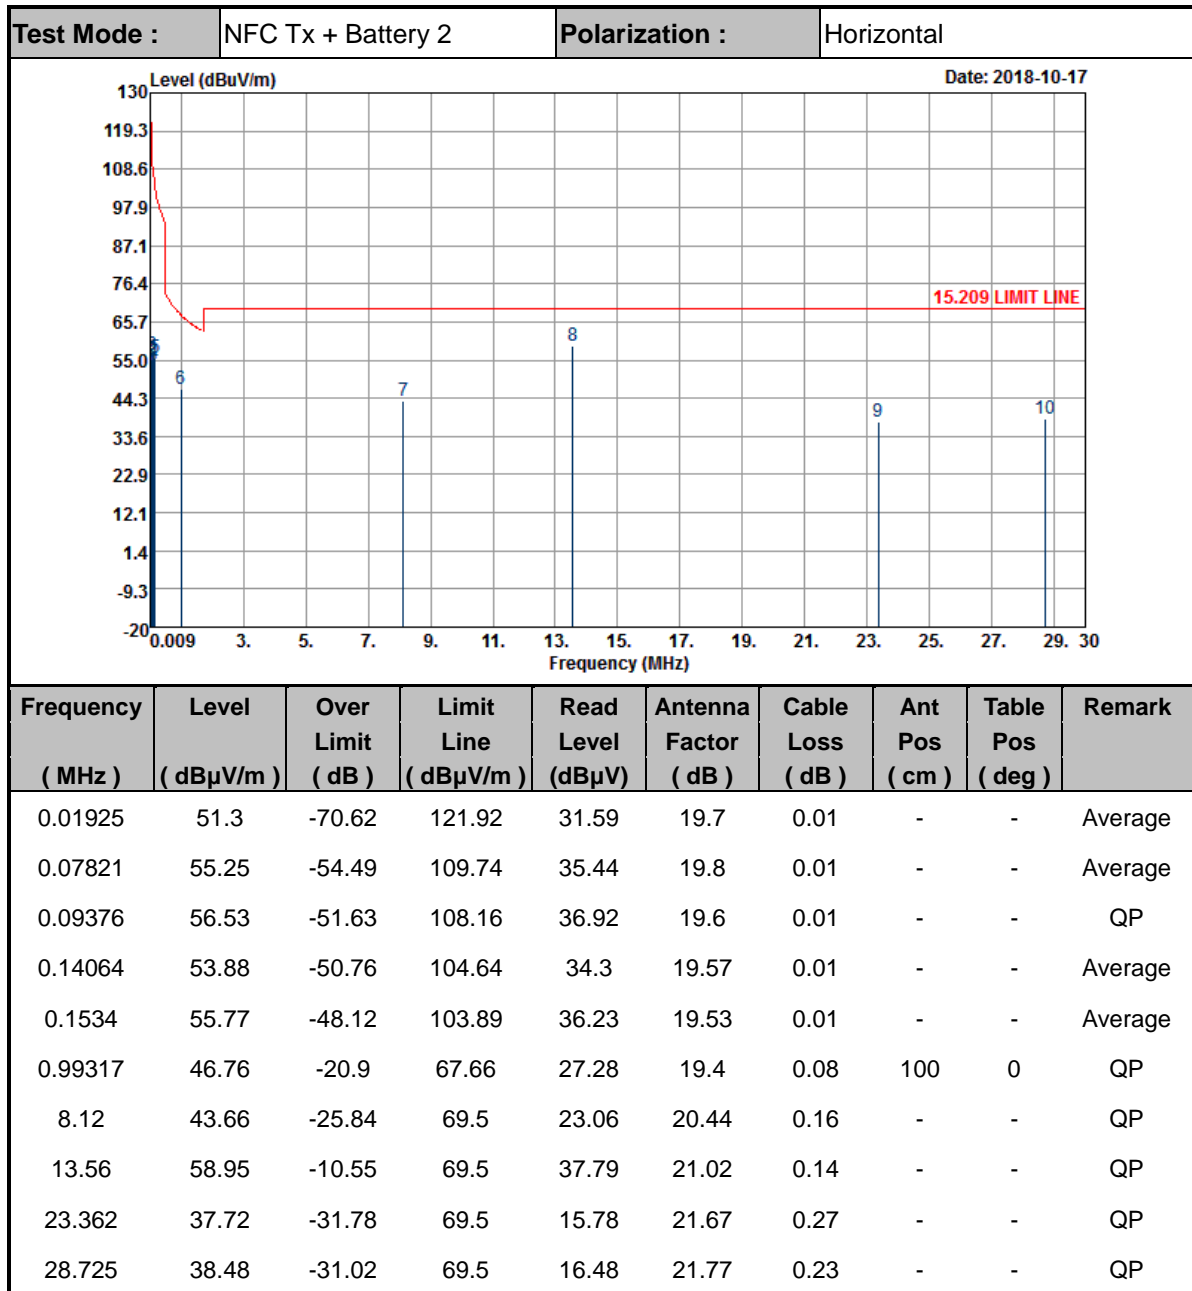 Test Mode : NFC Tx + Battery 2 Polarization : Horizontal
Level (dBuV/m) Date: 2018-10-17
130
119.3
108.6
97.9
87.1
76.4
15.209 LIMIT LINE
65.7
8
55.0
6
7
44.3
9
10
33.6
22.9
12.1
1.4
-9.3
-20
0.009 3. 5. 7. 9. 11. 13. 15. 17. 19. 21. 23. 25. 27. 29. 30
Frequency (MHz)
Frequency Level Over Limit Read Antenna Cable Ant Table Remark
Limit Line Level Factor Loss Pos Pos
( MHz ) ( dBµV/m ) ( dB ) ( dBµV/m ) (dBµV) ( dB ) ( dB ) ( cm ) ( deg )
0.01925 51.3 -70.62 121.92 31.59 19.7 0.01 - - Average
0.07821 55.25 -54.49 109.74 35.44 19.8 0.01 - - Average
0.09376 56.53 -51.63 108.16 36.92 19.6 0.01 - - QP
0.14064 53.88 -50.76 104.64 34.3 19.57 0.01 - - Average
0.1534 55.77 -48.12 103.89 36.23 19.53 0.01 - - Average
0.99317 46.76 -20.9 67.66 27.28 19.4 0.08 100 0 QP
8.12 43.66 -25.84 69.5 23.06 20.44 0.16 - - QP
13.56 58.95 -10.55 69.5 37.79 21.02 0.14 - - QP
23.362 37.72 -31.78 69.5 15.78 21.67 0.27 - - QP
28.725 38.48 -31.02 69.5 16.48 21.77 0.23 - - QP